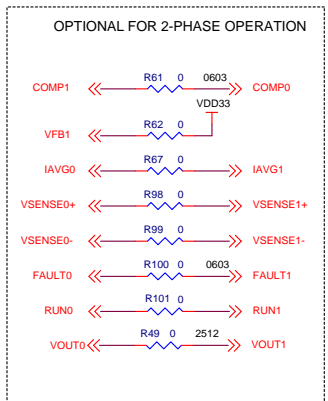 OPTIONAL FOR 2-PHASE OPERATION
R61 0 0603
COMP1 COMP0
VDD33
R62 0
VFB1
R67 0
IAVG0 IAVG1
R98 0
VSENSE0+ VSENSE1+
R99 0
VSENSE0- VSENSE1-
R100 0 0603
FAULT0 FAULT1
R101 0
RUN0 RUN1
R49 0 2512
VOUT0 VOUT1